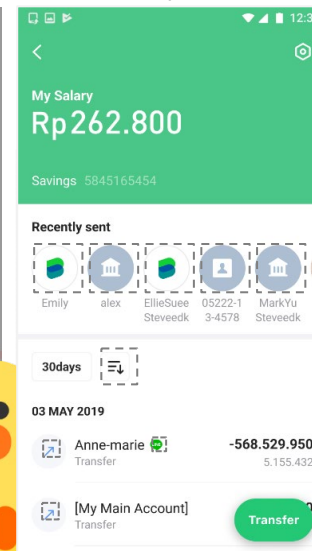 12:3
My Salary
Rp262.800
Savings 5845165454
Recently sent
Emily
alex
EllieSuee
Steveedk
05222-1
3-4578
MarkYu
Steveedk
30days
03 MAY 2019
Anne-marie
-568.529.950
Transfer
5.155.432
[My Main Account]
Transfer
Transfer